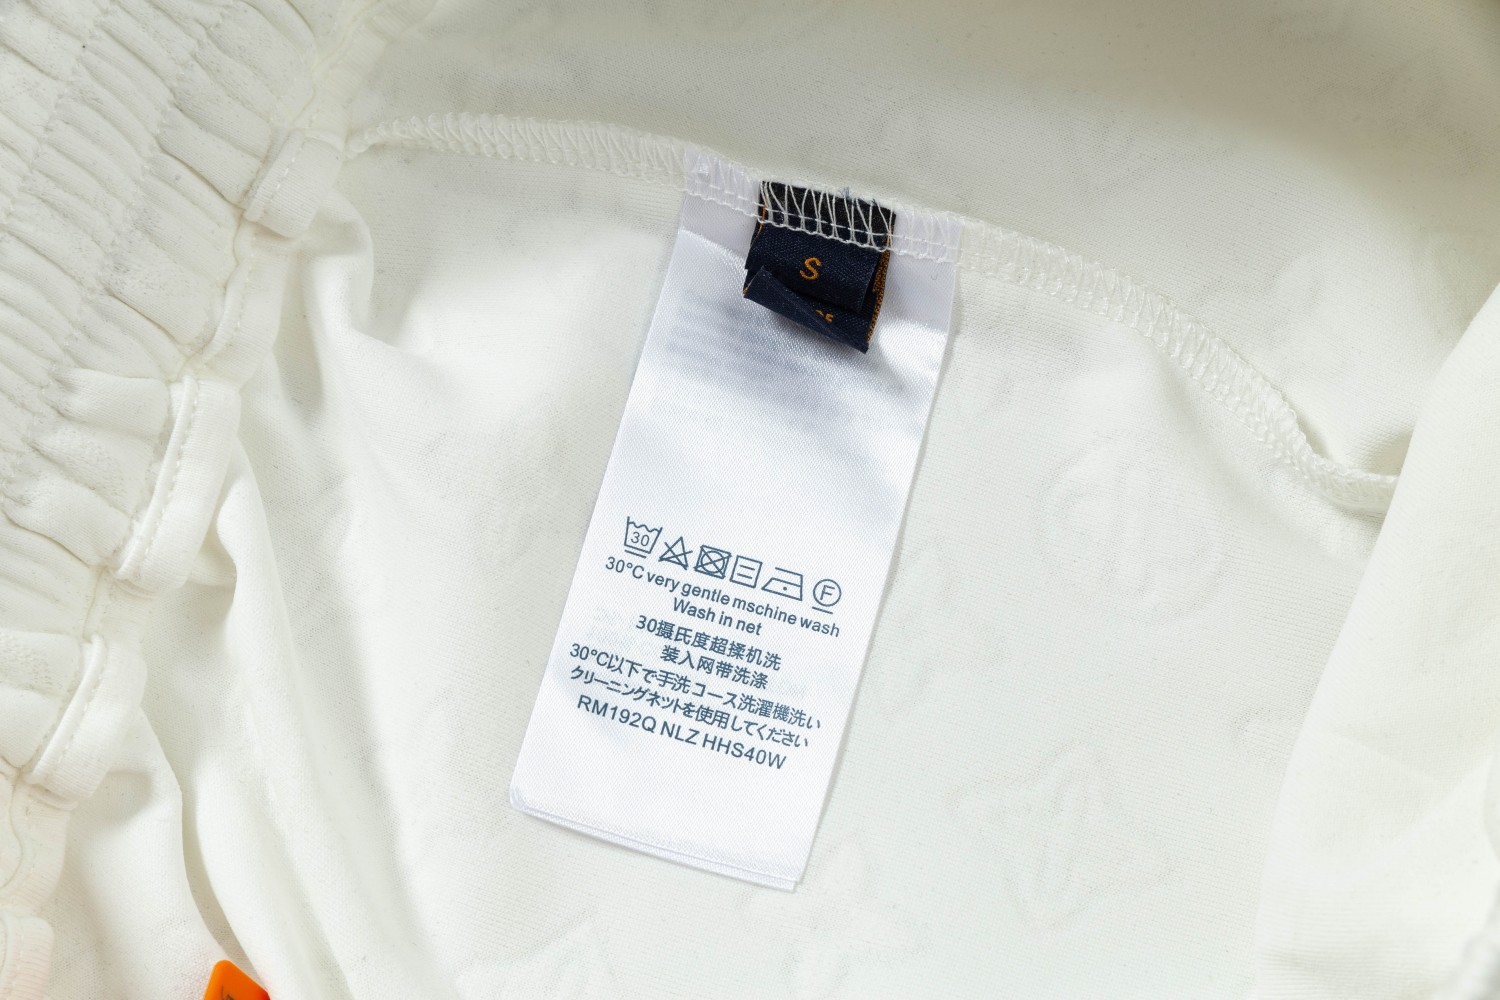 S
30
F
30°C very gentle mschine wash
Wash in net
30摄氏度超揉机洗
装入网带洗涤
30°C以下で手洗コース洗濯機洗い
クリーニングネットを使用してください
RM192Q NLZ HHS40W